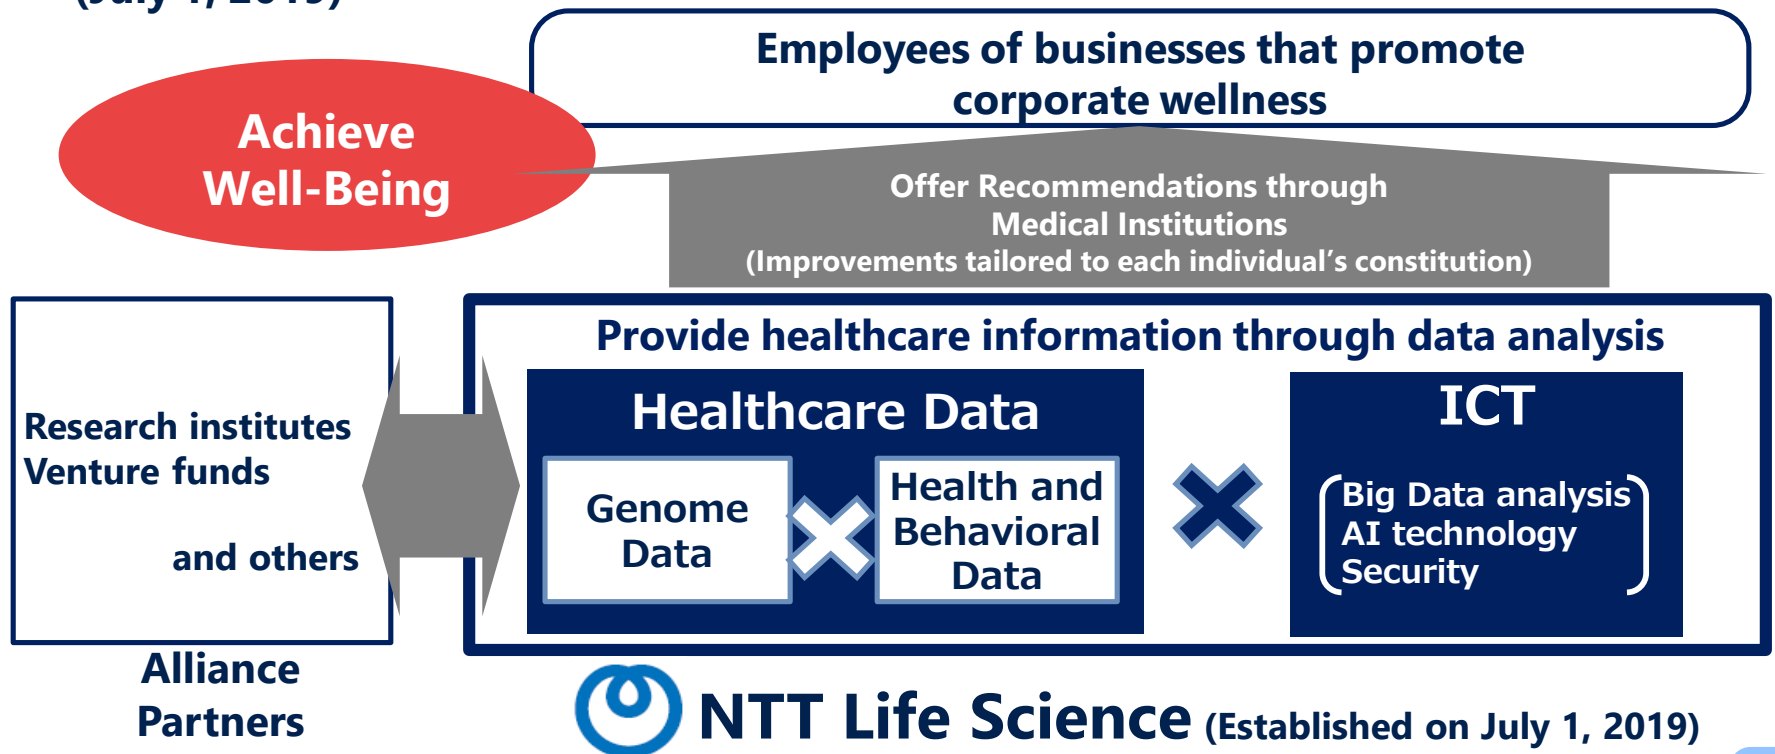 (July 1, 2019)
Employees of businesses that promote
corporate wellness
Achieve
Well-Being
Offer Recommendations through
Medical Institutions
(Improvements tailored to each individual’s constitution)
Provide healthcare information through data analysis
Research institutes
Venture funds
and others
Healthcare Data
Genome
Data
Health and
Behavioral
Data
ICT
Big Data analysis
AI technology
Security
Alliance
Partners
NTT Life Science (Established on July 1, 2019)